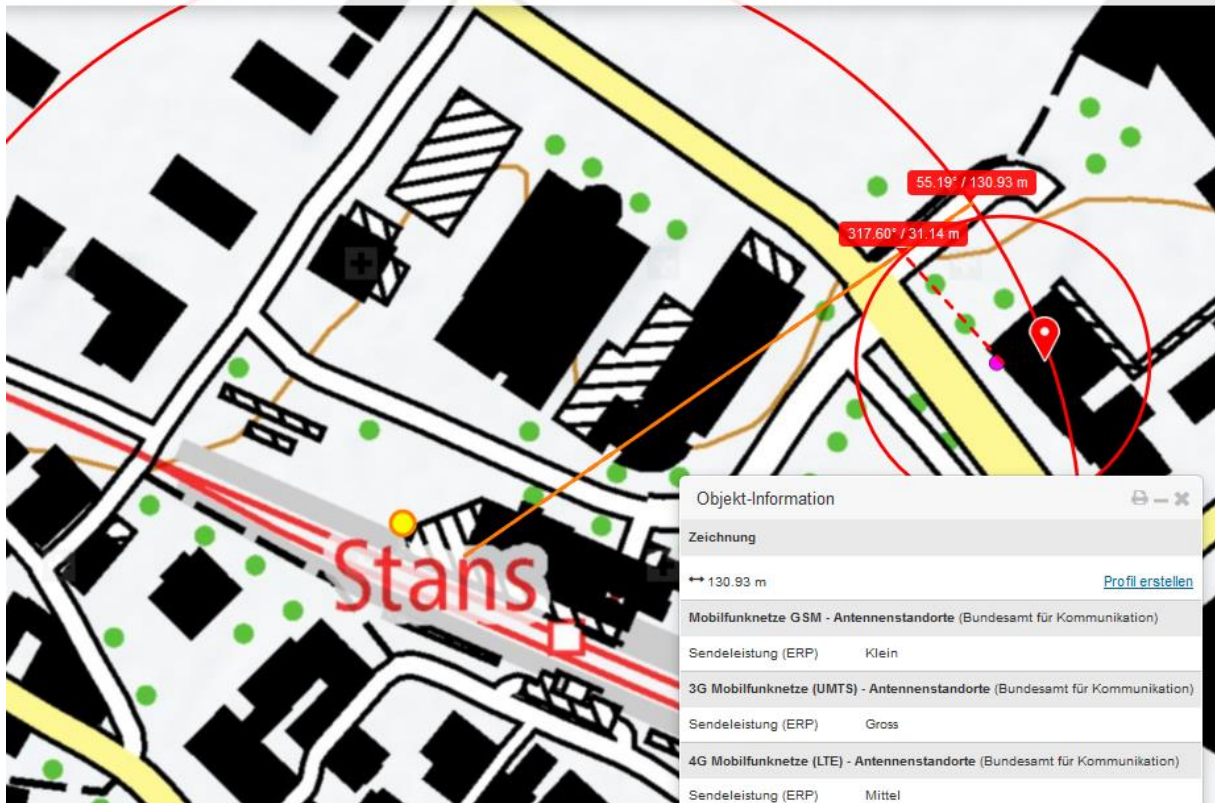 55.19° / 130.93 m
317.60° / 31.14 m
Stans
Objekt-Information
Zeichnung
↔ 130.93 m Profil erstellen
Mobilfunknetze GSM - Antennenstandorte (Bundesamt für Kommunikation)
Sendeleistung (ERP) Klein
3G Mobilfunknetze (UMTS) - Antennenstandorte (Bundesamt für Kommunikation)
Sendeleistung (ERP) Gross
4G Mobilfunknetze (LTE) - Antennenstandorte (Bundesamt für Kommunikation)
Sendeleistung (ERP) Mittel